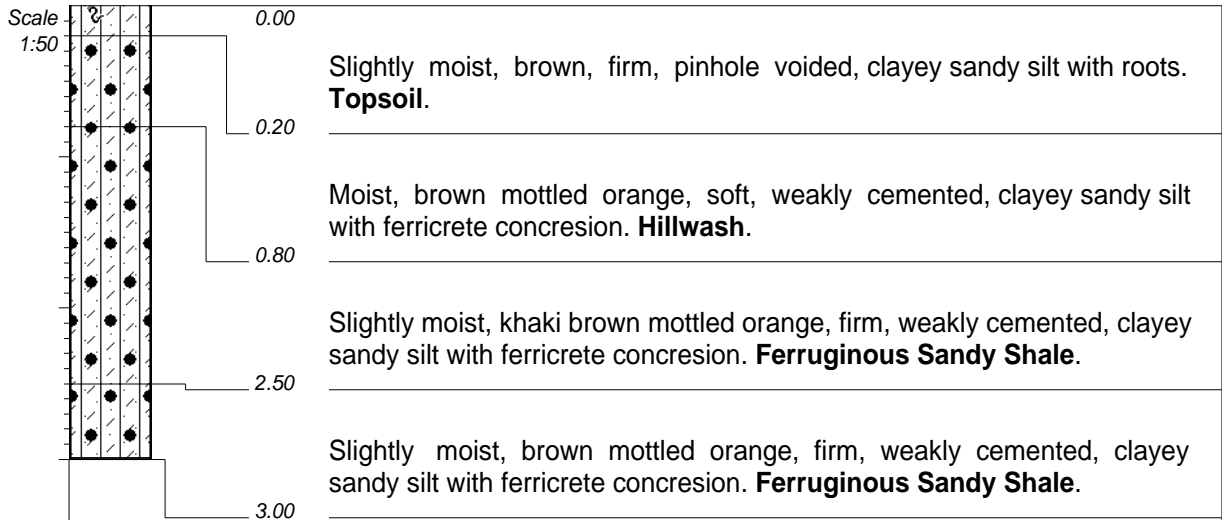 Scale
1:50
0.00
Slightly moist, brown, firm, pinhole voided, clayey sandy silt with roots.
Topsoil.
0.20
Moist, brown mottled orange, soft, weakly cemented, clayey sandy silt
with ferricrete concresion. Hillwash.
0.80
Slightly moist, khaki brown mottled orange, firm, weakly cemented, clayey
sandy silt with ferricrete concresion. Ferruginous Sandy Shale.
2.50
Slightly moist, brown mottled orange, firm, weakly cemented, clayey
sandy silt with ferricrete concresion. Ferruginous Sandy Shale.
3.00